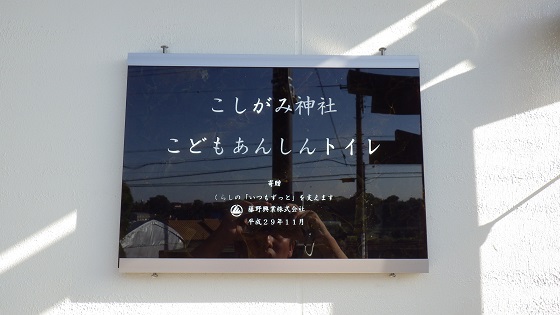 こしがみ神社
こどもあんしんトイレ
寄贈
くらしの「いつもずっと」を支えます
藤野興業株式会社
平成29年11月